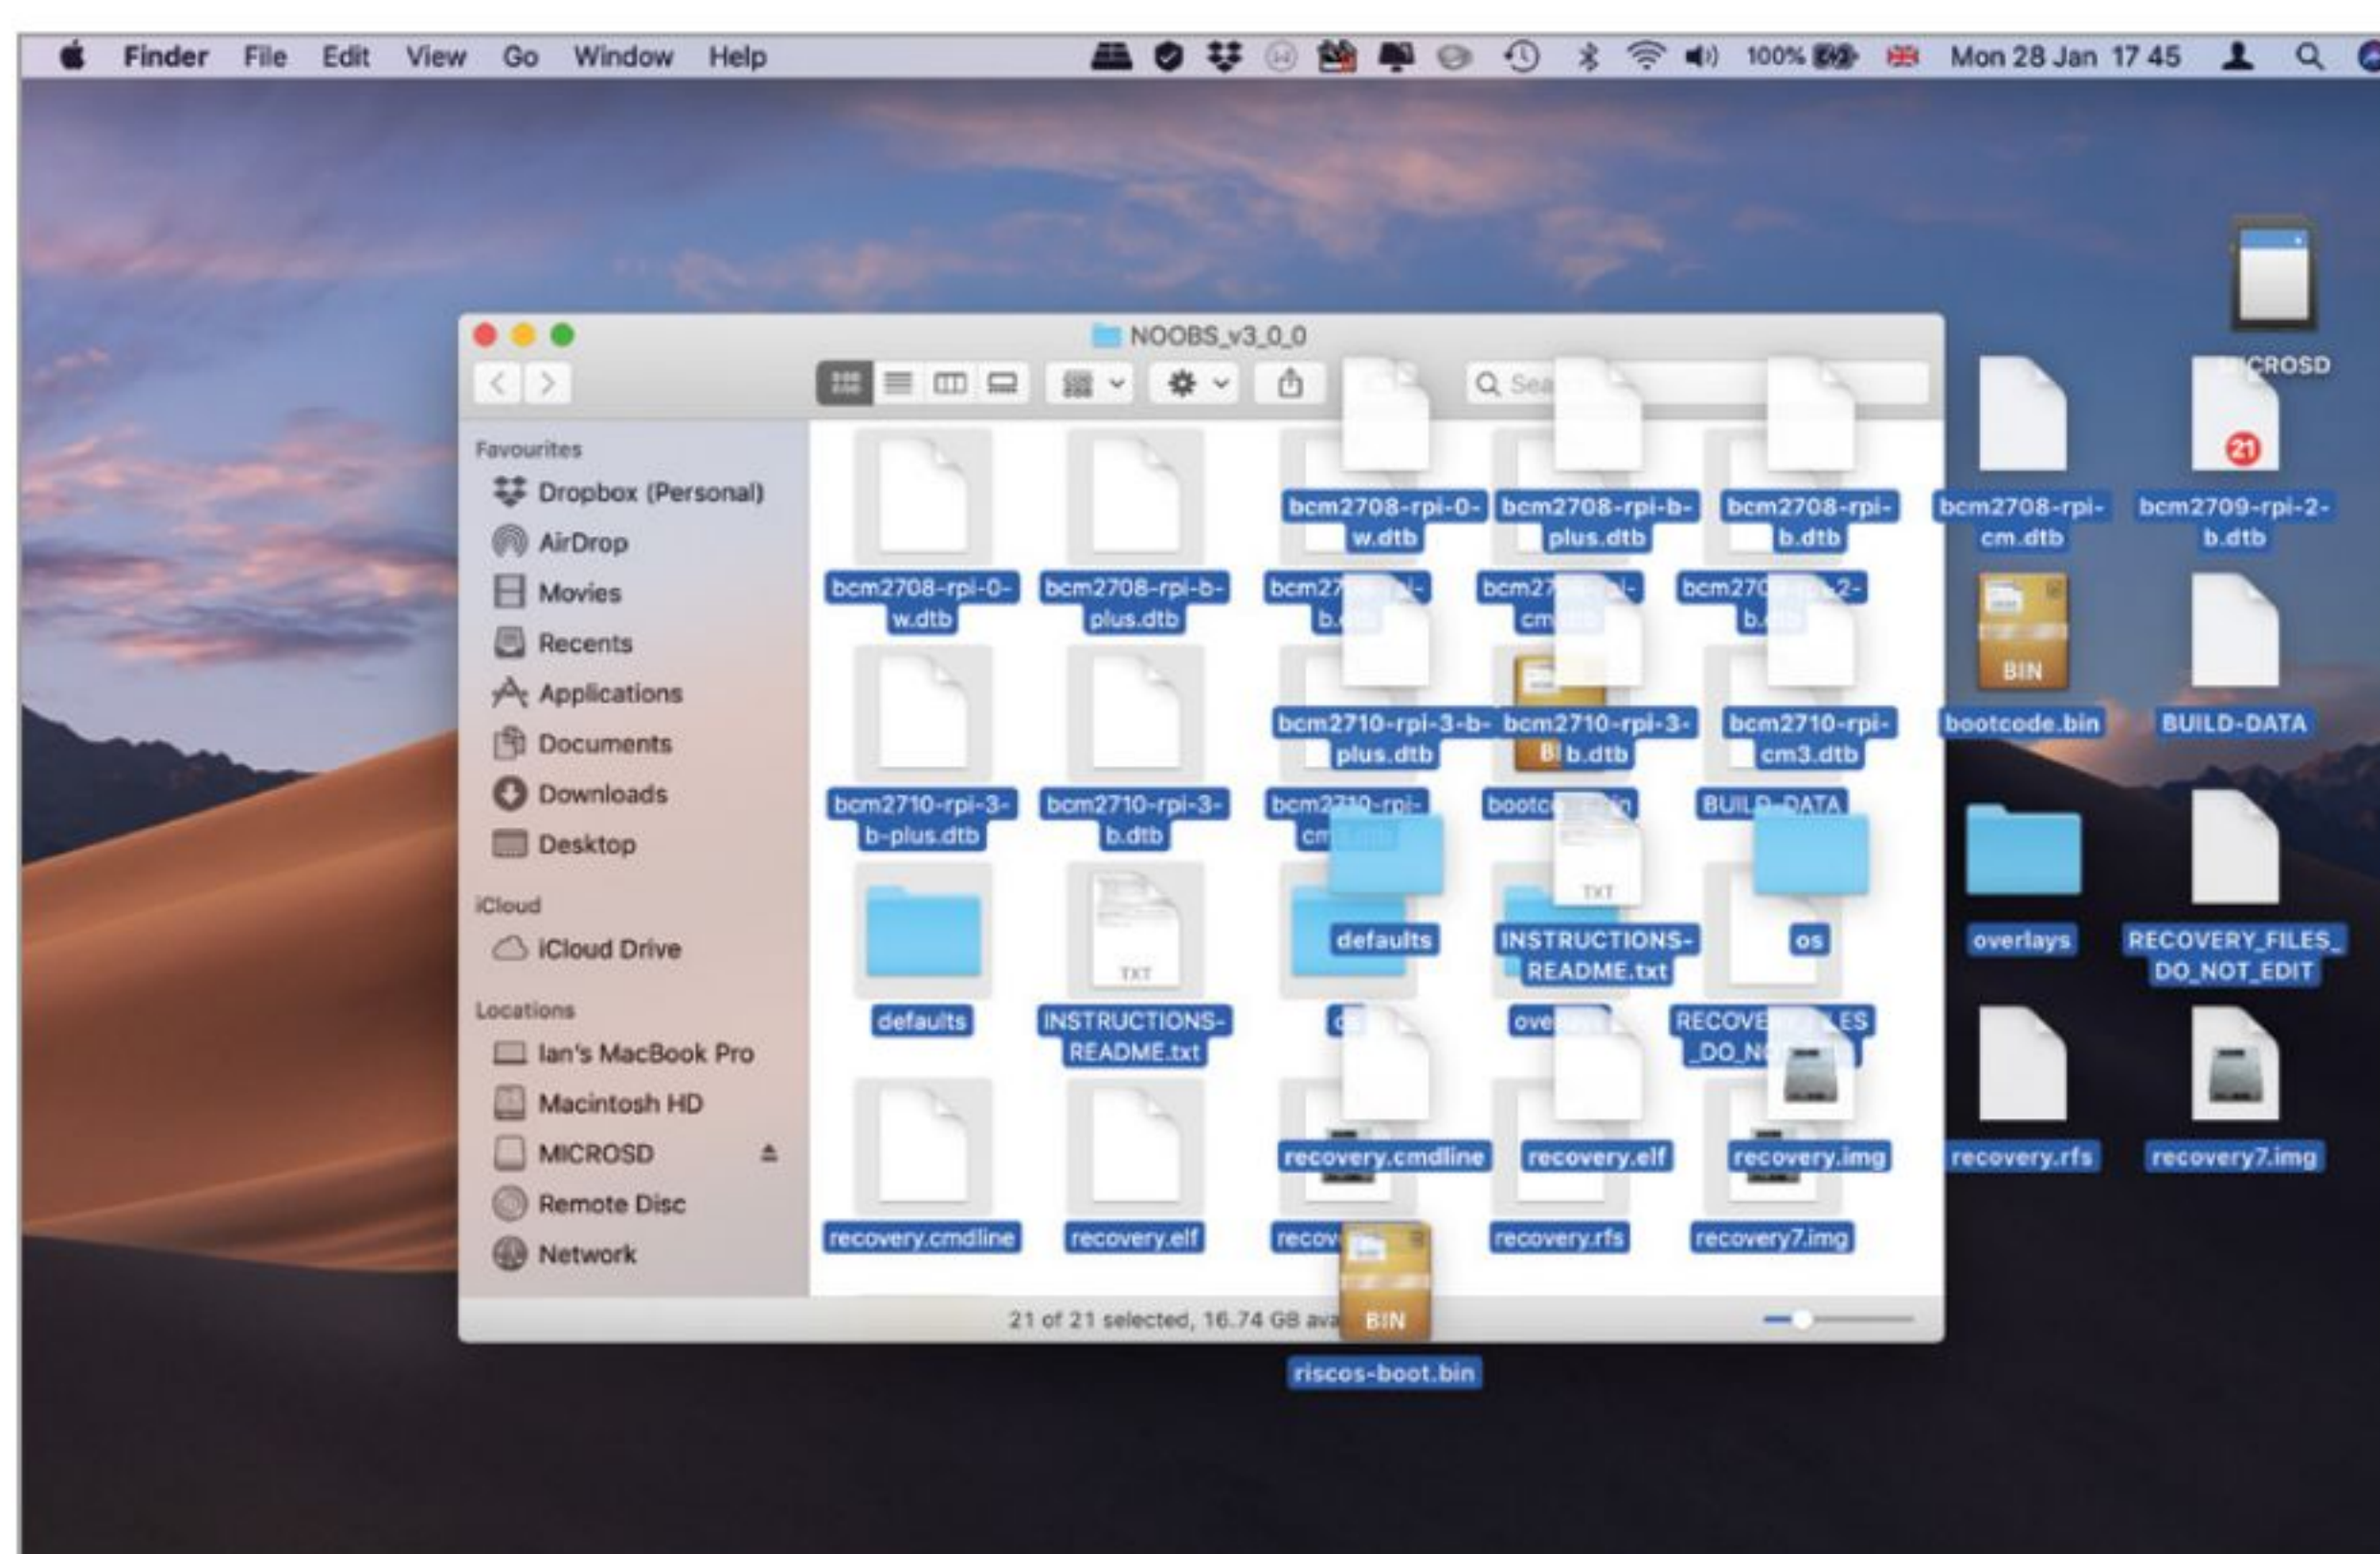 Finder File Edit View Go Window Help 100% Mon 28 Jan 17 45
NOOBS_v3_0_0
MICROSD
Favourites
Dropbox (Personal)
AirDrop
Movies
Recents
Applications
Documents
Downloads
Desktop
iCloud
iCloud Drive
Locations
Ian's MacBook Pro
Macintosh HD
MICROSD
Remote Disc
Network
21
bcm2708-rpi-0- bcm2708-rpi-b- bcm2708-rpi- bcm2708-rpi- bcm2709-rpi-2-
w.dtb plus.dtb b.dtb cm.dtb b.dtb
bcm2708-rpi-0- bcm2708-rpi-b-
w.dtb plus.dtb
BIN
bcm2710-rpi-3-b- bcm2710-rpi-3- bcm2710-rpi- bootcode.bin BUILD-DATA
plus.dtb b.dtb cm3.dtb
bcm2710-rpi-3- bcm2710-rpi-3- bcm2710-rpi- BUILD-DATA
b-plus.dtb b.dtb
TXT
defaults INSTRUCTIONS- os overlays RECOVERY_FILES_
README.txt DO_NOT_EDIT
TXT
defaults INSTRUCTIONS-
README.txt
recovery.cmdline recovery.elf recovery.img recovery.rfs recovery7.img
recovery.cmdline recovery.elf recovery.rfs recovery7.img
21 of 21 selected, 16.74 GB
BIN
riscos-boot.bin